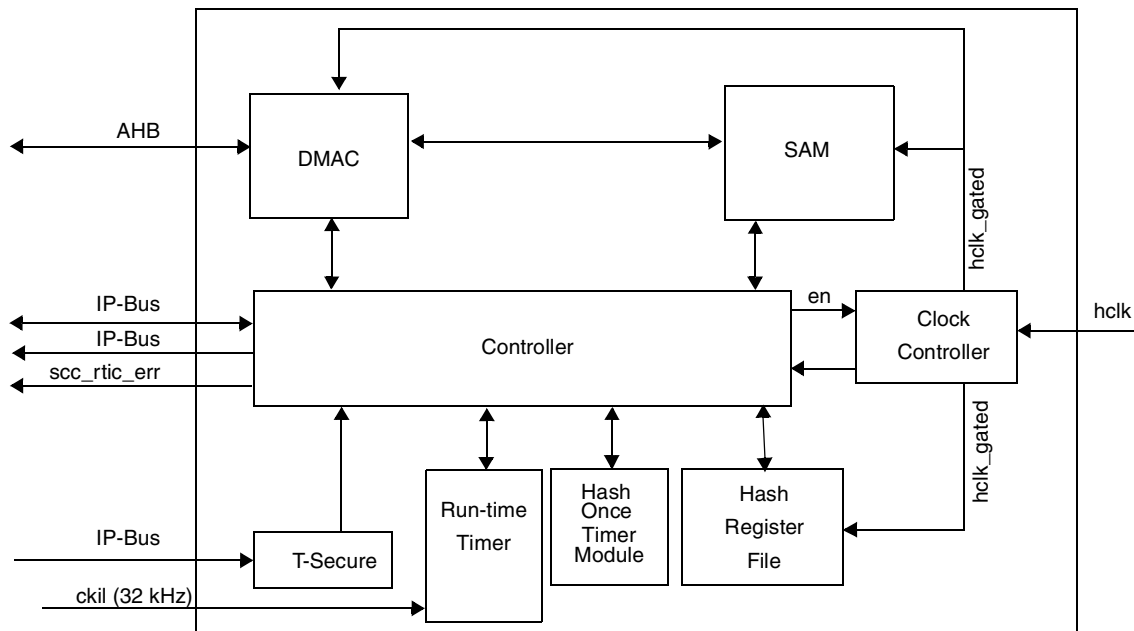 AHB
DMAC
SAM
hclk_gated
IP-Bus
IP-Bus
scc_rtic_err
Controller
en
Clock
Controller
hclk
hclk_gated
IP-Bus
T-Secure
ckil (32 kHz)
Run-time
Timer
Hash
Once
Timer
Module
Hash
Register
File